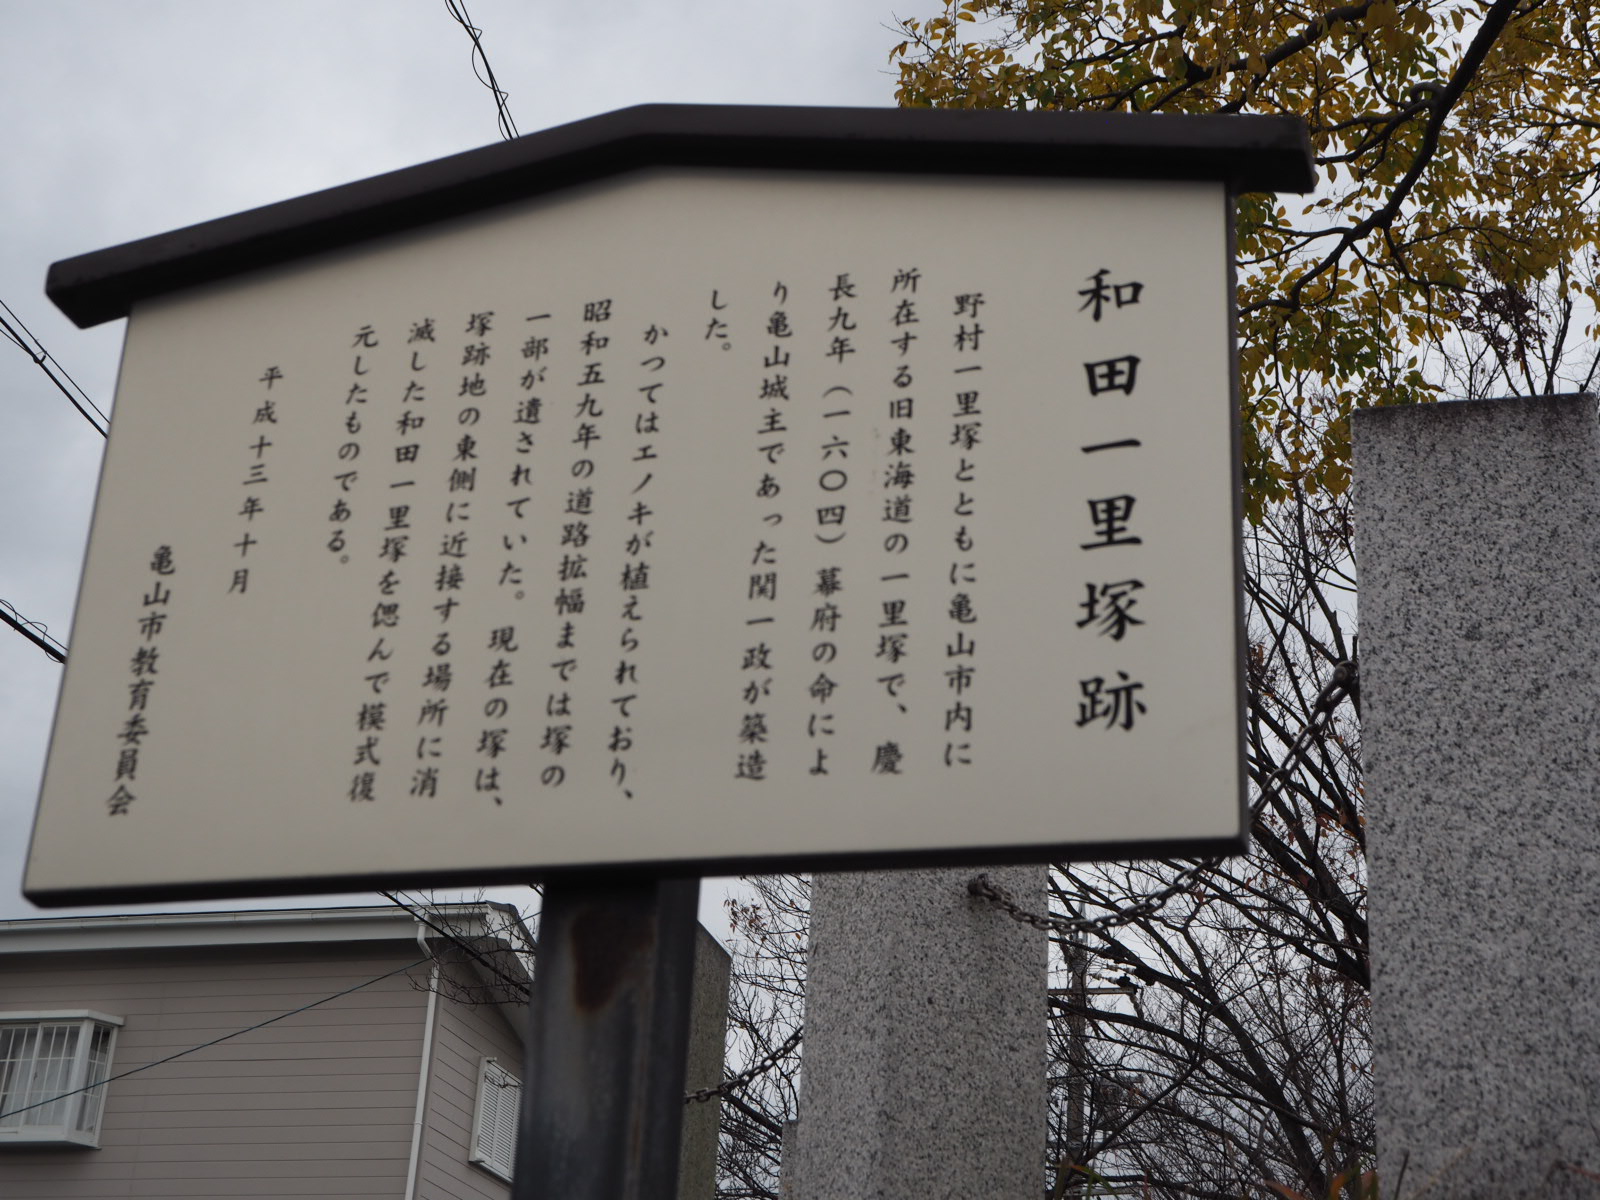 和田一里塚跡
野村一里塚とともに亀山市内に
所在する旧東海道の一里塚で、慶
長九年（一六〇四）幕府の命によ
り亀山城主であった関一政が築造
した。
かつてはエノキが植えられており、
昭和五九年の道路拡幅までは塚の
一部が遺されていた。現在の塚は、
塚跡地の東側に近接する場所に消
滅した和田一里塚を偲んで模式復
元したものである。
平成十三年十月
亀山市教育委員会